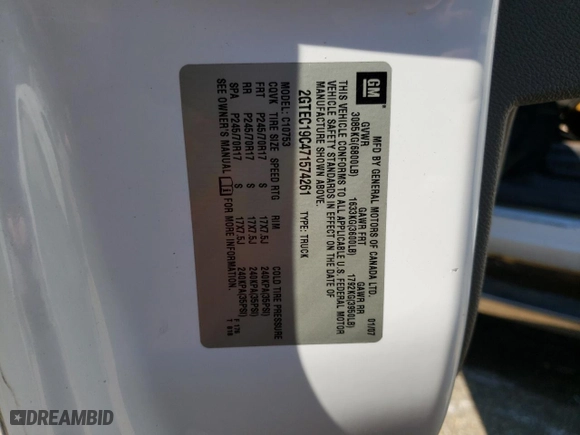 GM
MFD BY GENERAL MOTORS OF CANADA LTD.
01/07
GVWR GAWR FRT GAWR RR
3085KG(6800LB) 1633KG(3600LB) 1792KG(3950LB)
THIS VEHICLE CONFORMS TO ALL APPLICABLE U.S. FEDERAL MOTOR
VEHICLE SAFETY STANDARDS IN EFFECT ON THE DATE OF
MANUFACTURE SHOWN ABOVE.
2GTEC19C471574261 TYPE: TRUCK
MODEL: C10753
CQVK TIRE SIZE SPEED RTG RIM COLD TIRE PRESSURE
FRT P245/70R17 S 17X7.5J 240KPA(35PSI)
RR P245/70R17 S 17X7.5J 240KPA(35PSI)
SPA P245/70R17 S 17X7.5J 240KPA(35PSI)
SEE OWNER'S MANUAL FOR MORE INFORMATION.
DREAMBID